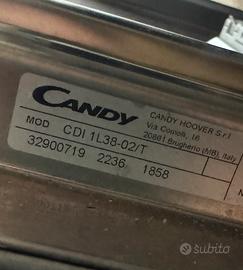 CANDY
CANDY HOOVER S.r.l
Via Comolli, 16
20861 Brugherio (MB), Italy
MOD CDI 1L38-02/T
32900719 2236 1858
subito